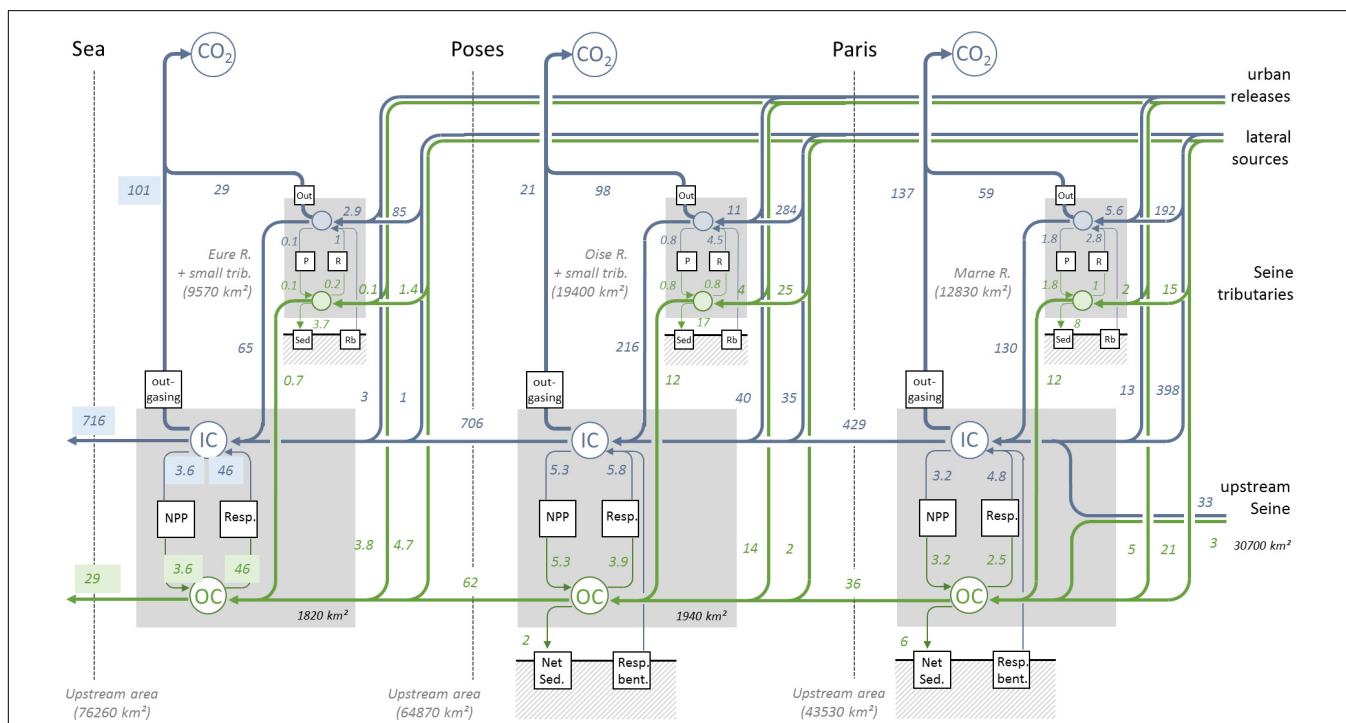 Sea
Poses
Paris
CO₂
CO₂
CO₂
urban
releases
lateral
sources
101
29
21
98
137
59
Out
Out
Out
2.9
85
11
284
5.6
192
0.1
1
0.8
4.5
1.8
2.8
Eure R.
+ small trib.
(9570 km²)
P
R
Oise R.
+ small trib.
(19400 km²)
P
R
Marne R.
(12830 km²)
P
R
Seine
tributaries
0.1
0.2
0.1
1.4
0.8
0.8
4
25
1.8
1
2
15
3.7
17
8
Sed
Rb
Sed
Rb
Sed
Rb
65
216
130
0.7
12
12
out-
gasing
out-
gasing
out-
gasing
3
1
40
35
13
398
716
IC
706
IC
429
IC
3.6
46
5.3
5.8
3.2
4.8
upstream
Seine
33
NPP
Resp.
NPP
Resp.
NPP
Resp.
3.8
4.7
14
2
5
21
3
30700 km²
3.6
46
5.3
3.9
3.2
2.5
29
OC
62
OC
36
OC
1820 km²
1940 km²
2
6
Net
Sed.
Resp.
bent.
Net
Sed.
Resp.
bent.
Upstream area
(76260 km²)
Upstream area
(64870 km²)
Upstream area
(43530 km²)